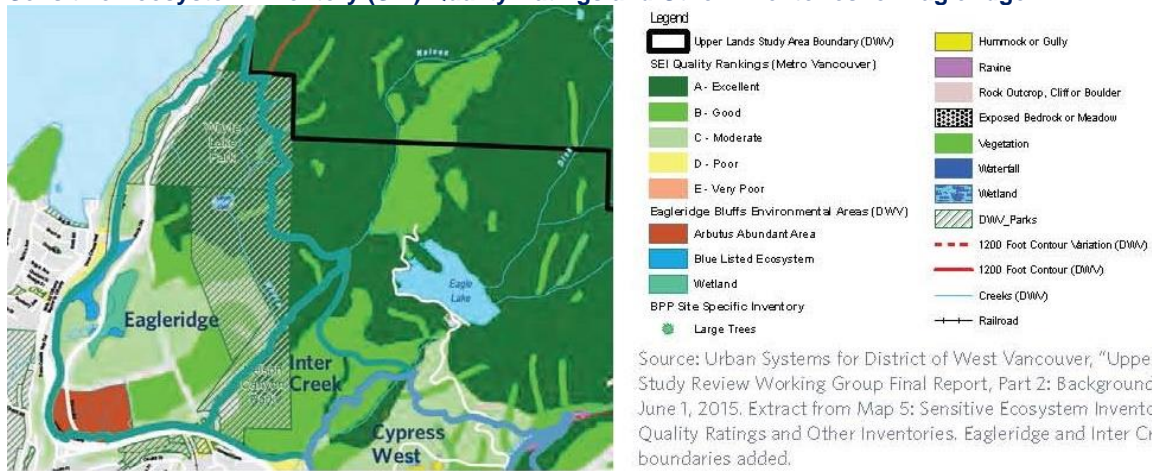 Legend
Upper Lands Study Area Boundary (DWV)
SEI Quality Rankings (Metro Vancouver)
A - Excellent
B - Good
C - Moderate
D - Poor
E - Very Poor
Eagleridge Bluffs Environmental Areas (DWV)
Arbutus Abundant Area
Blue Listed Ecosystem
Wetland
BPP Site Specific Inventory
Large Trees
Hummock or Gully
Ravine
Rock Outcrop, Cliff or Boulder
Exposed Bedrock or Meadow
Vegetation
Waterfall
Wetland
DWV_Parks
1200 Foot Contour Variation (DWV)
1200 Foot Contour (DWV)
Creeks (DWV)
Railroad
Lake
Park
Eagle
Lake
Eagleridge
Inter
Creek
Cypress
West
Source: Urban Systems for District of West Vancouver, "Uppe
Study Review Working Group Final Report, Part 2: Background
June 1, 2015. Extract from Map 5: Sensitive Ecosystem Invento
Quality Ratings and Other Inventories. Eagleridge and Inter Cr
boundaries added.